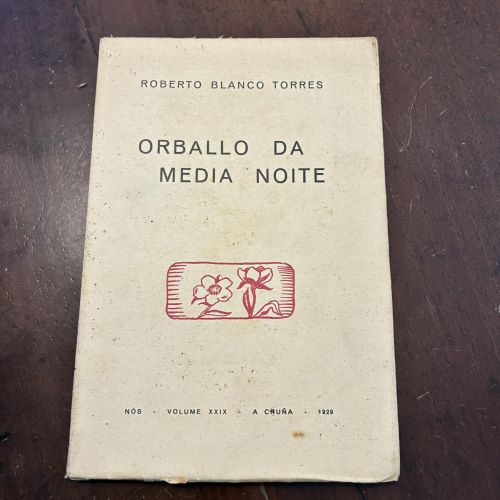 ROBERTO BLANCO TORRES
ORBALLO DA
MEDIA NOITE
NÓS - VOLUME XXIX - A CRUÑA - 1929